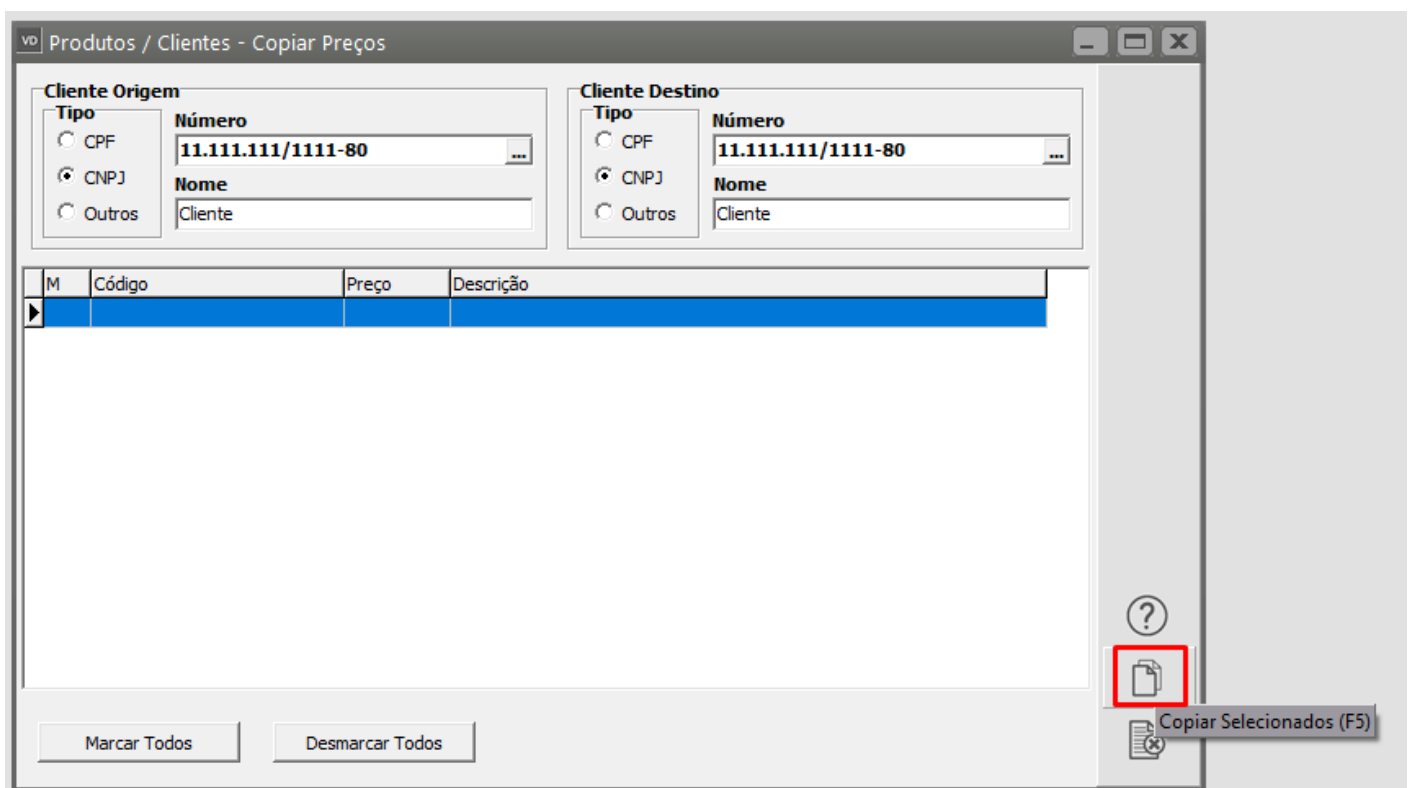 VD Produtos / Clientes - Copiar Preços
Cliente Origem
Tipo
CPF
CNPJ
Outros
Número
11.111.111/1111-80 ...
Nome
Cliente
Cliente Destino
Tipo
CPF
CNPJ
Outros
Número
11.111.111/1111-80 ...
Nome
Cliente
M Código Preço Descrição
?
Copiar Selecionados (F5)
Marcar Todos Desmarcar Todos